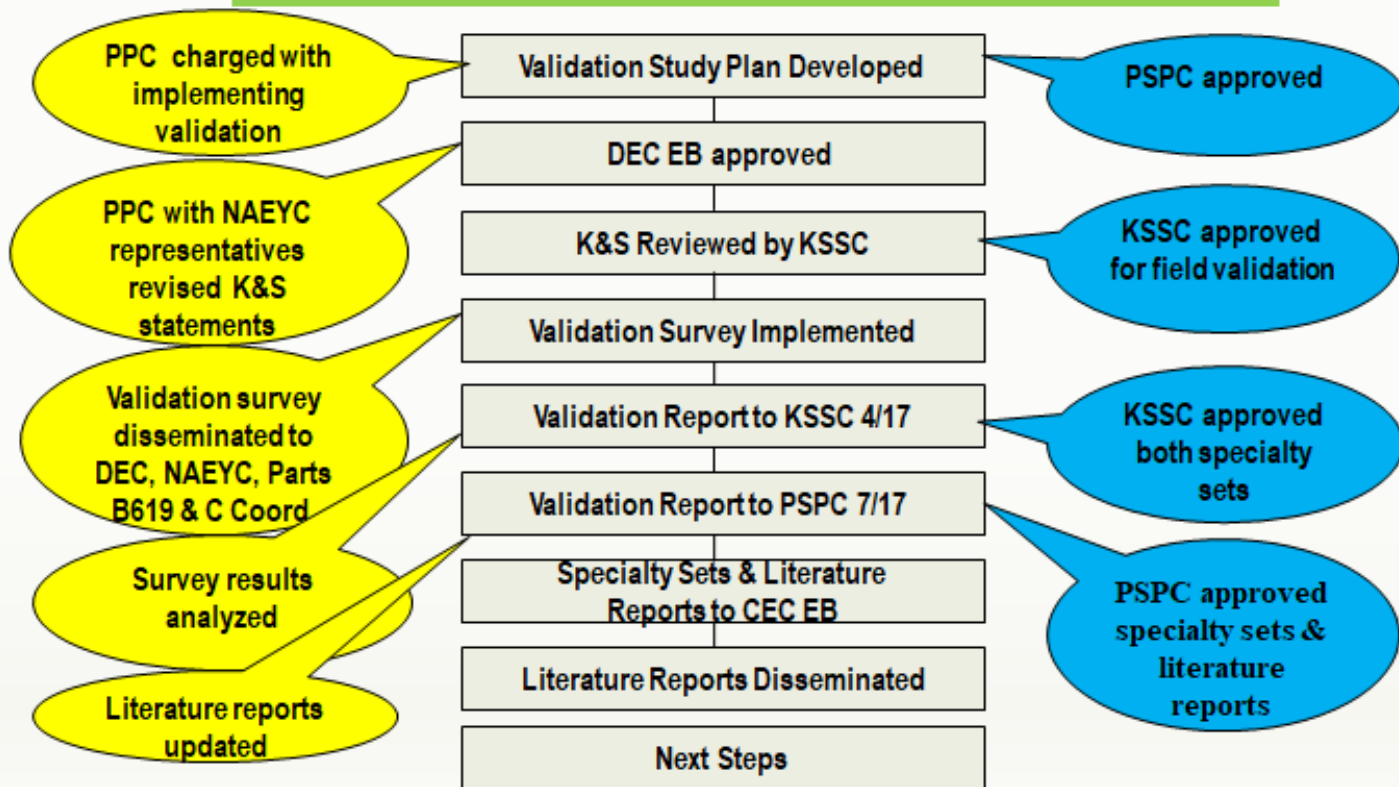 PPC charged with
implementing
validation
Validation Study Plan Developed
PSPC approved
DEC EB approved
PPC with NAEYC
representatives
revised K&S
statements
K&S Reviewed by KSSC
KSSC approved
for field validation
Validation Survey Implemented
Validation survey
disseminated to
DEC, NAEYC, Parts
B619 & C Coord
Validation Report to KSSC 4/17
KSSC approved
both specialty
sets
Validation Report to PSPC 7/17
Survey results
analyzed
Specialty Sets & Literature
Reports to CEC EB
PSPC approved
specialty sets &
literature
reports
Literature Reports Disseminated
Literature reports
updated
Next Steps